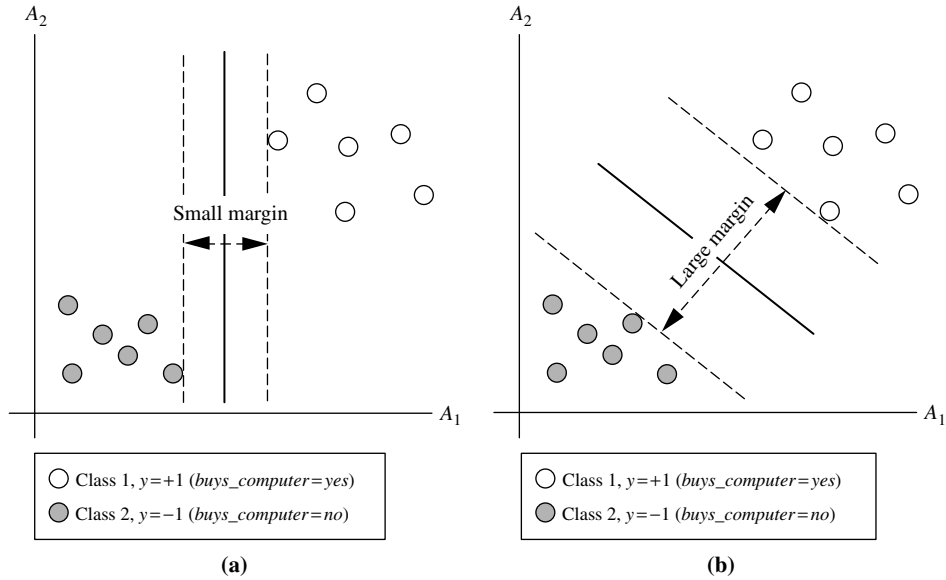 A2
Small margin
A1
Class 1, y=+1 (buys_computer=yes)
Class 2, y=−1 (buys_computer=no)
(a)
A2
Large margin
A1
Class 1, y=+1 (buys_computer=yes)
Class 2, y=−1 (buys_computer=no)
(b)